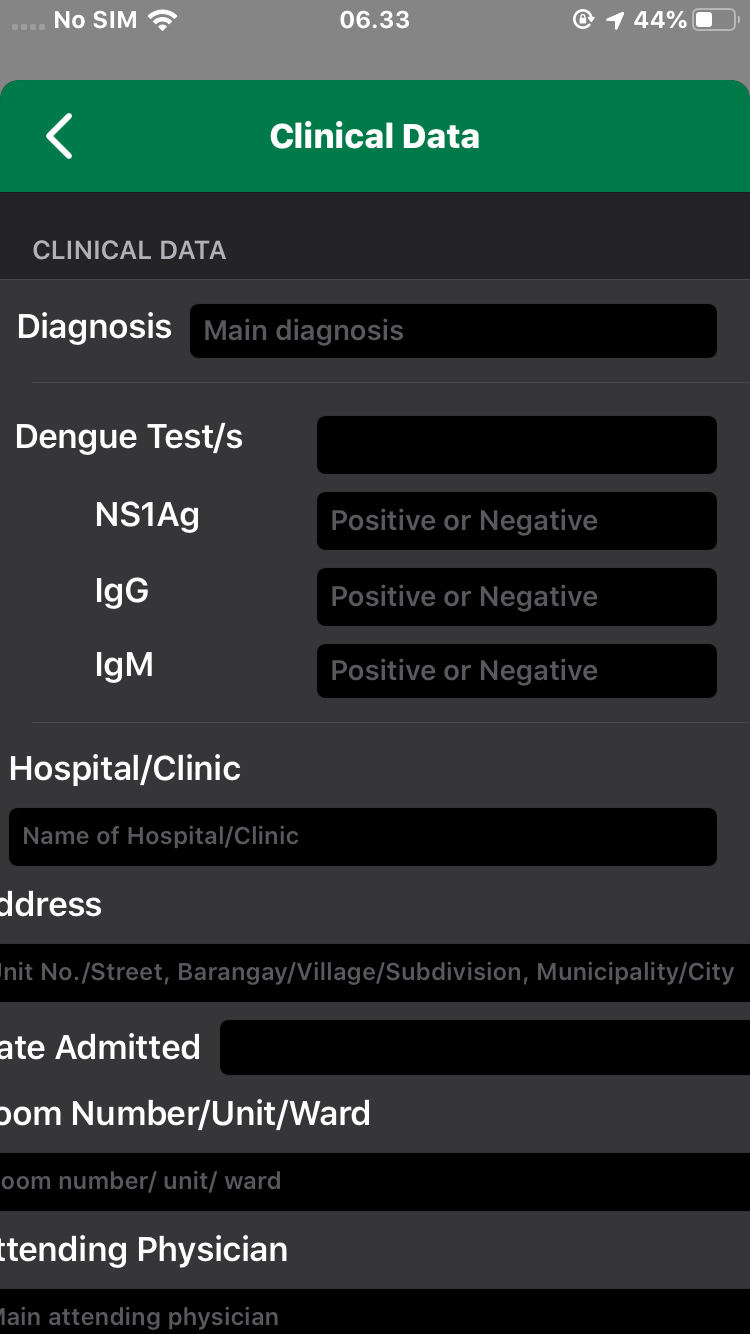 No SIM 06.33 44%
Clinical Data
CLINICAL DATA
Diagnosis Main diagnosis
Dengue Test/s
NS1Ag Positive or Negative
IgG Positive or Negative
IgM Positive or Negative
Hospital/Clinic
Name of Hospital/Clinic
ddress
nit No./Street, Barangay/Village/Subdivision, Municipality/City
ate Admitted
oom Number/Unit/Ward
oom number/ unit/ ward
ttending Physician
Main attending physician